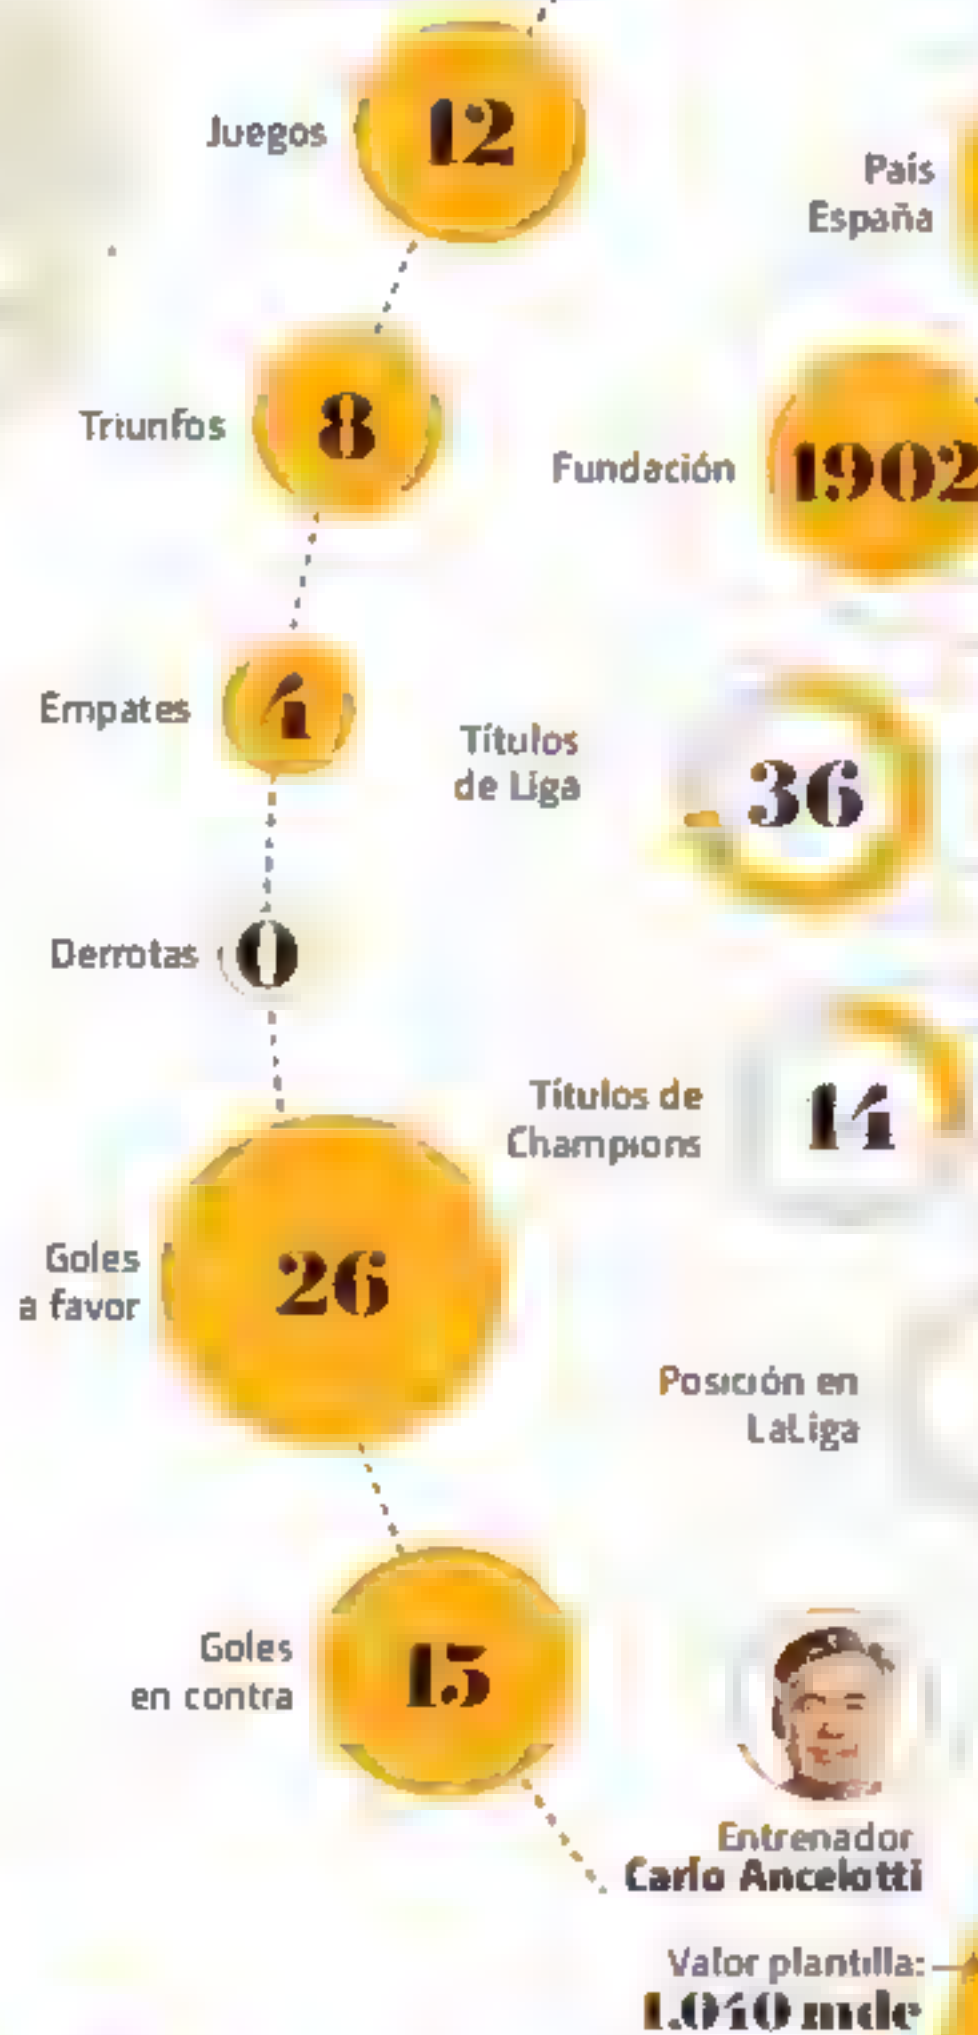 Juegos
12
Triunfos
8
Empates
4
Derrotas
0
Goles
a favor
26
Goles
en contra
15
País
España
Fundación
1902
Títulos
de Liga
36
Títulos de
Champions
14
Posición en
LaLiga
Entrenador
Carlo Ancelotti
Valor plantilla:
1.040 mde